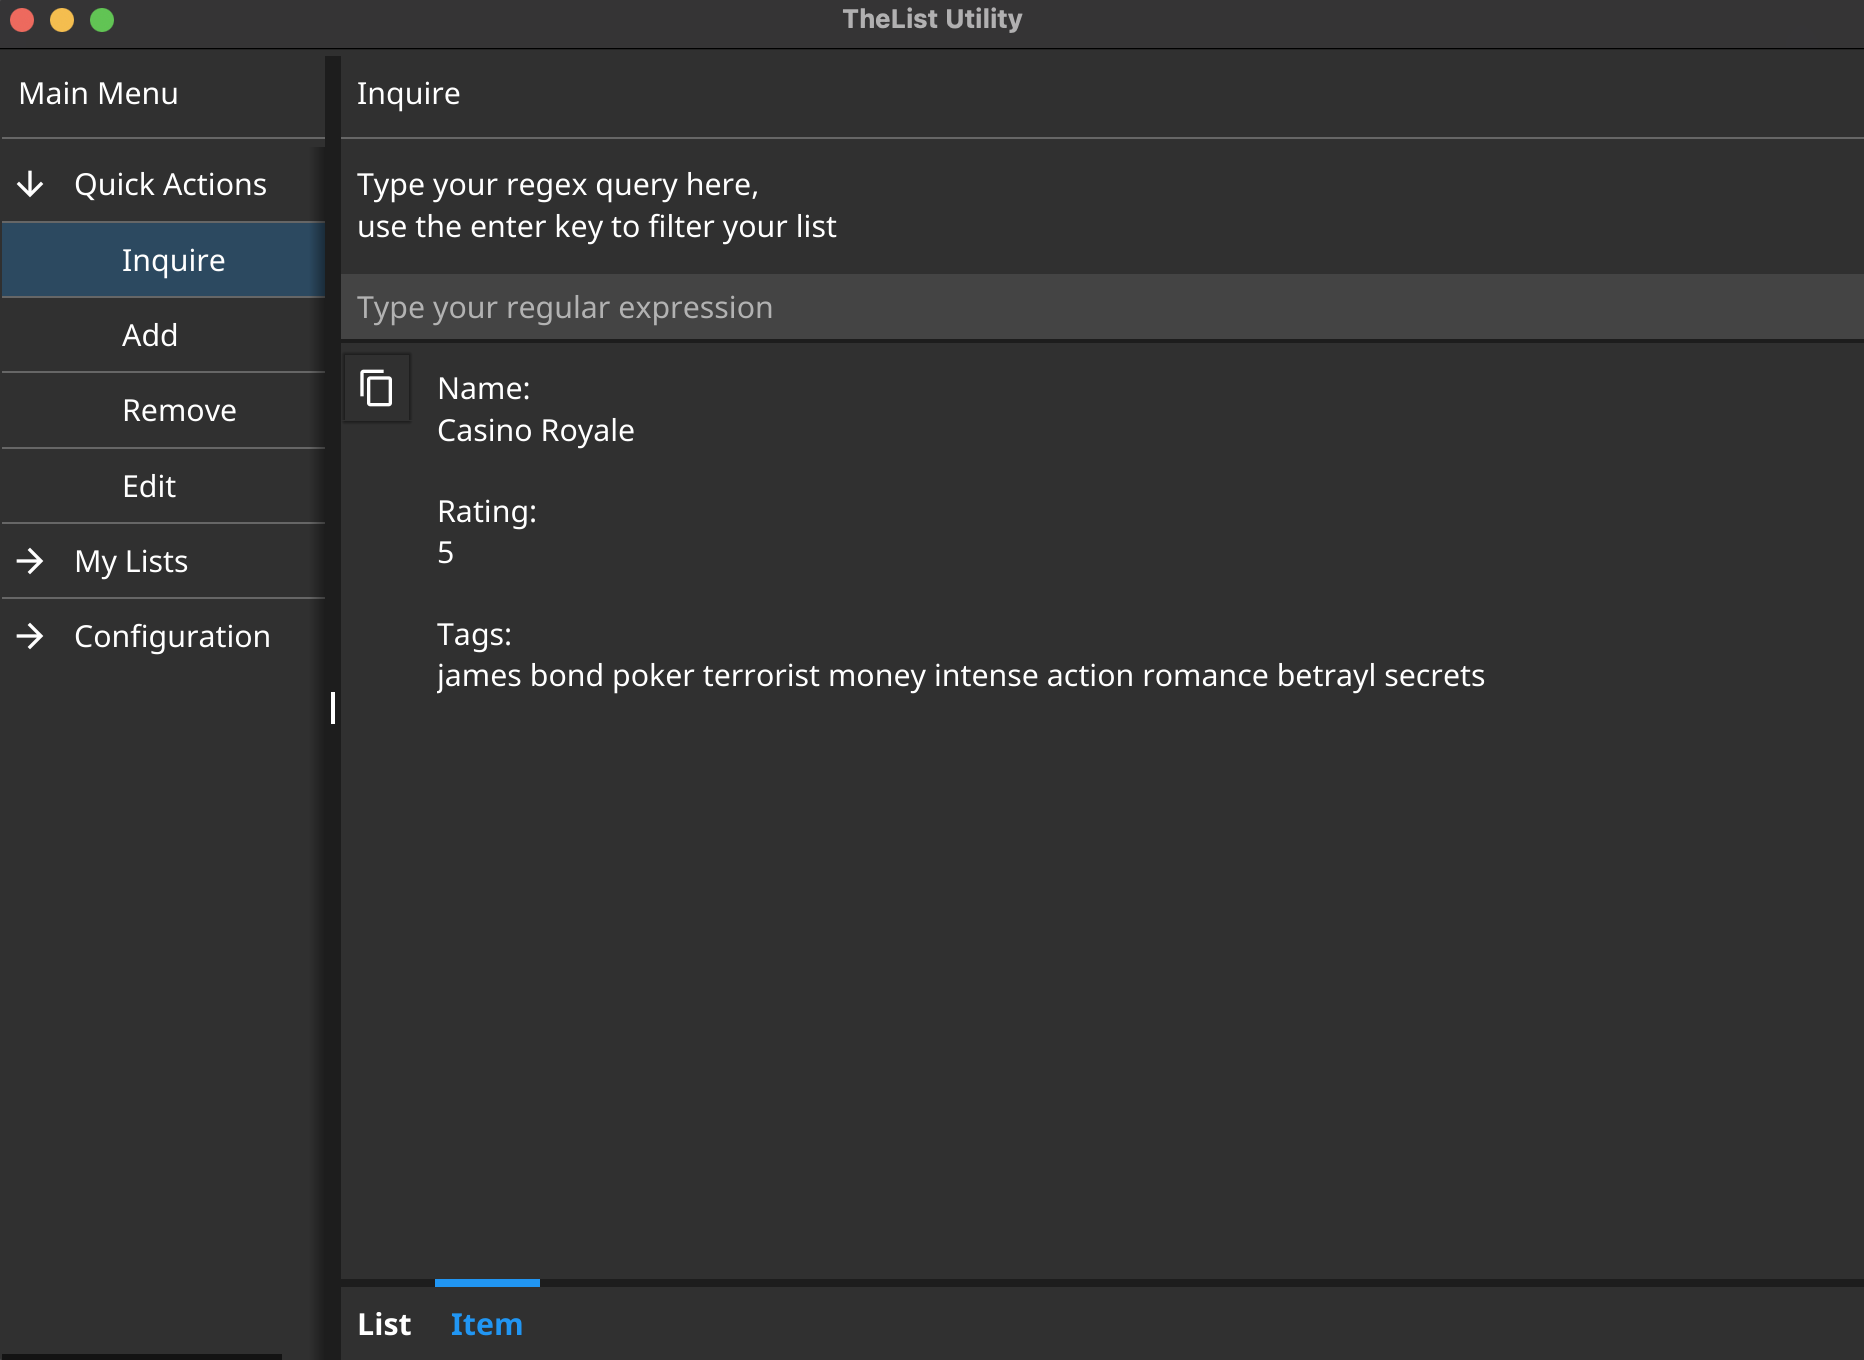 TheList Utility
Main Menu
Quick Actions
Inquire
Add
Remove
Edit
My Lists
Configuration
Inquire
Type your regex query here,
use the enter key to filter your list
Type your regular expression
Name:
Casino Royale
Rating:
5
Tags:
james bond poker terrorist money intense action romance betrayl secrets
List Item